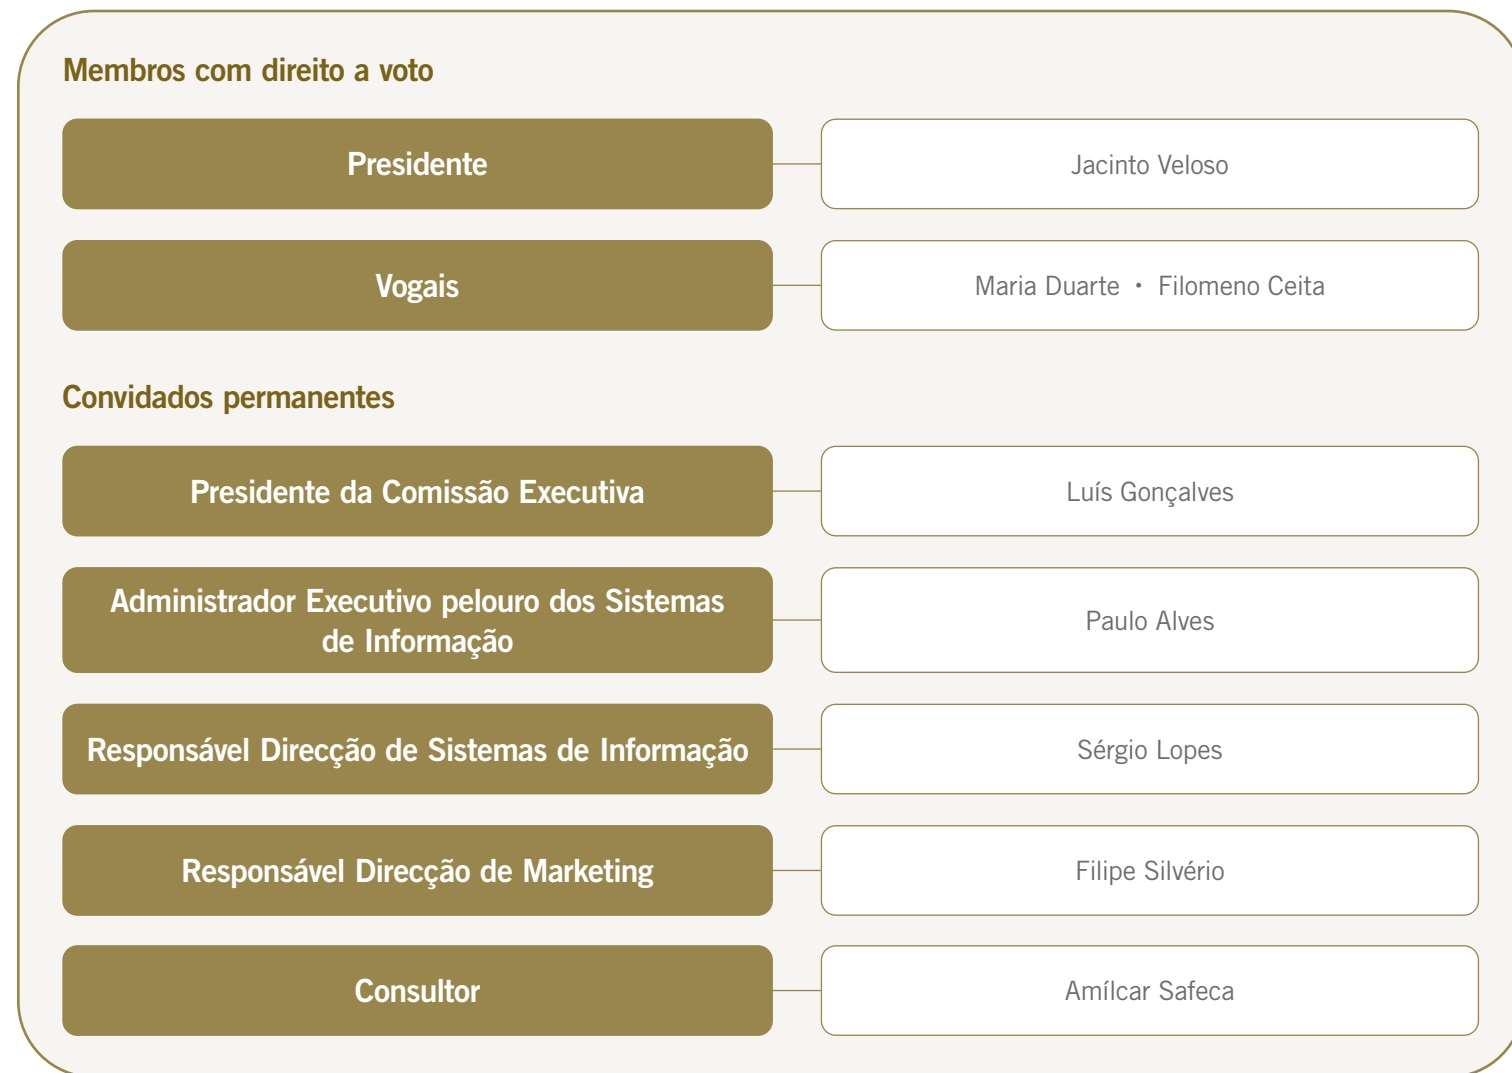 Membros com direito a voto
Presidente
Jacinto Veloso
Vogais
Maria Duarte • Filomeno Ceita
Convidados permanentes
Presidente da Comissão Executiva
Luís Gonçalves
Administrador Executivo pelouro dos Sistemas
de Informação
Paulo Alves
Responsável Direcção de Sistemas de Informação
Sérgio Lopes
Responsável Direcção de Marketing
Filipe Silvério
Consultor
Amílcar Safeca